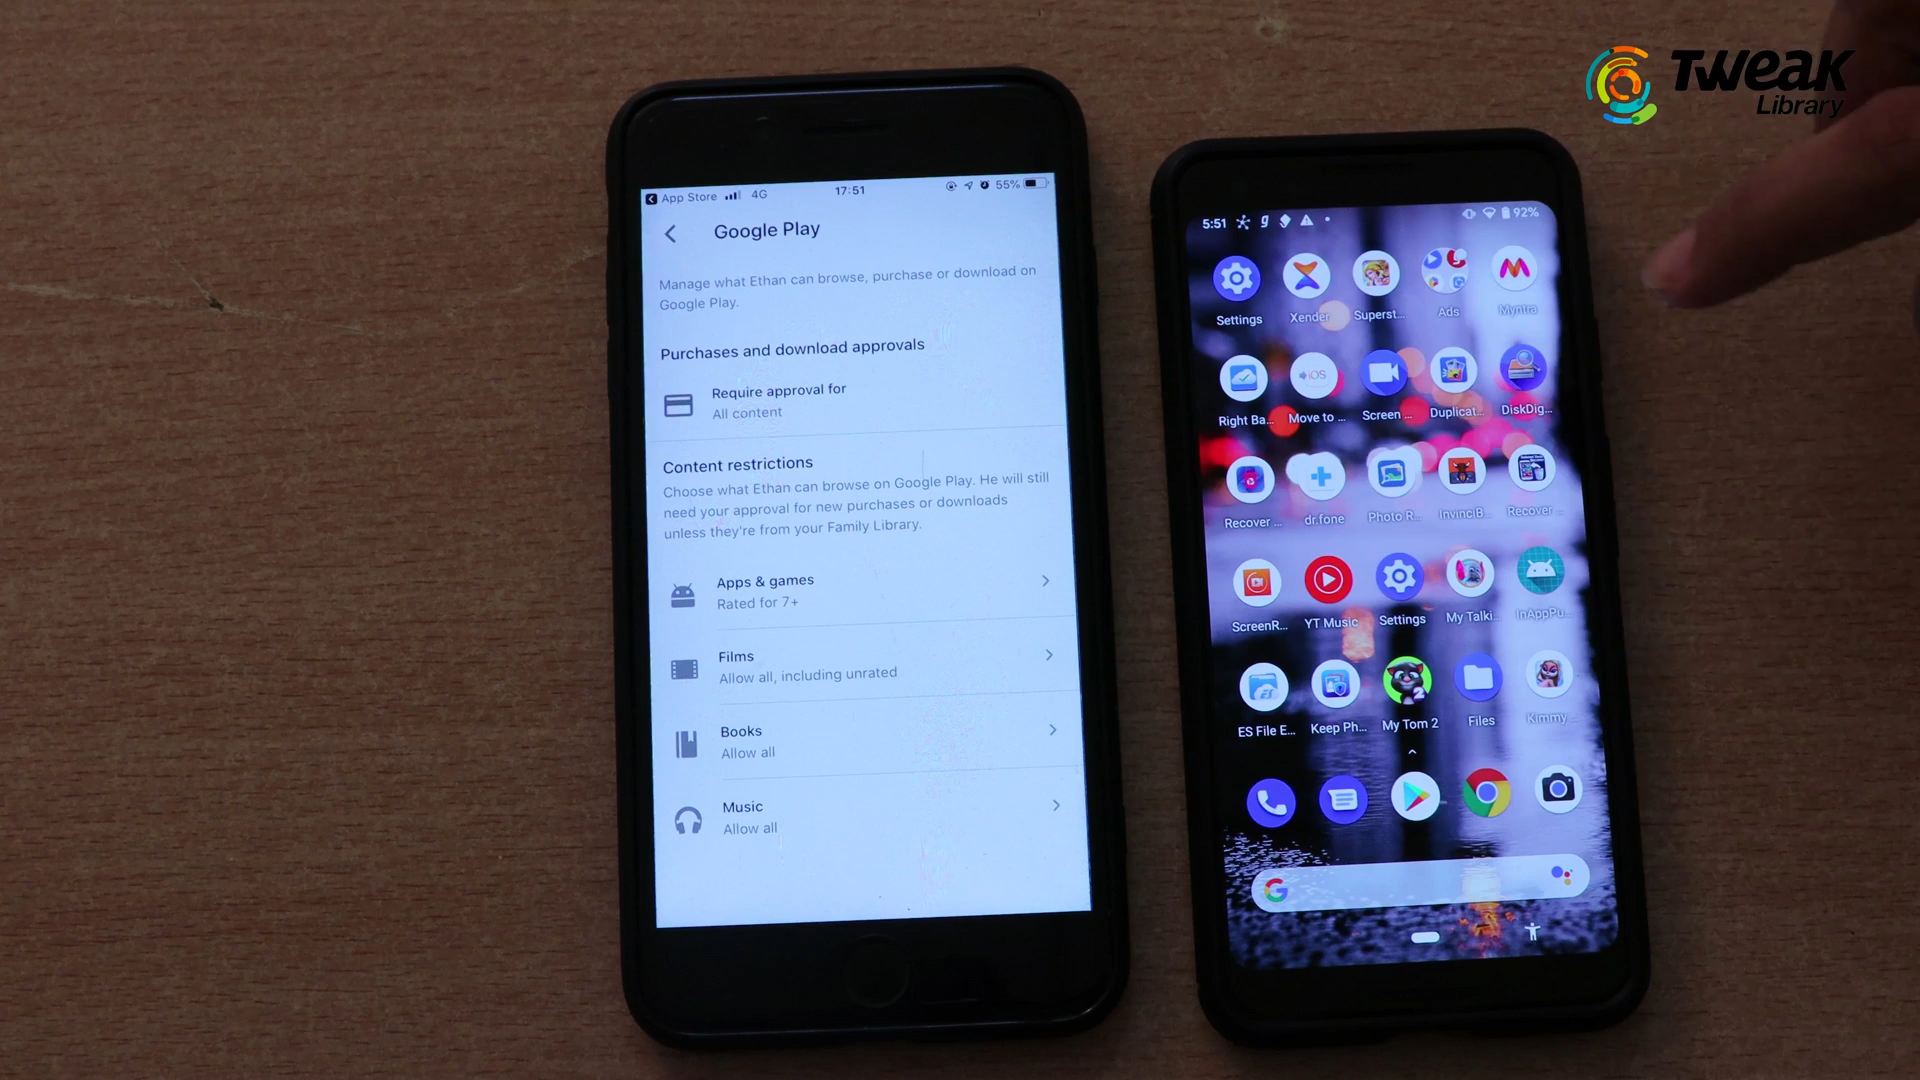 Tweak
Library
App Store 4G 17:51 55%
Google Play
Manage what Ethan can browse, purchase or download on
Google Play.
Purchases and download approvals
Require approval for
All content
Content restrictions
Choose what Ethan can browse on Google Play. He will still
need your approval for new purchases or downloads
unless they're from your Family Library.
Apps & games
Rated for 7+
Films
Allow all, including unrated
Books
Allow all
Music
Allow all
5:51 92%
Settings Xender Superst... Ads Myntra
iOS
Right Ba... Move to ... Screen ... Duplicat... DiskDig...
Recover ... dr.fone Photo R... InvinciB... Recover ...
ScreenR... YT Music Settings My Talki... InAppPu...
2
ES File E... Keep Ph... My Tom 2 Files Kimmy ...